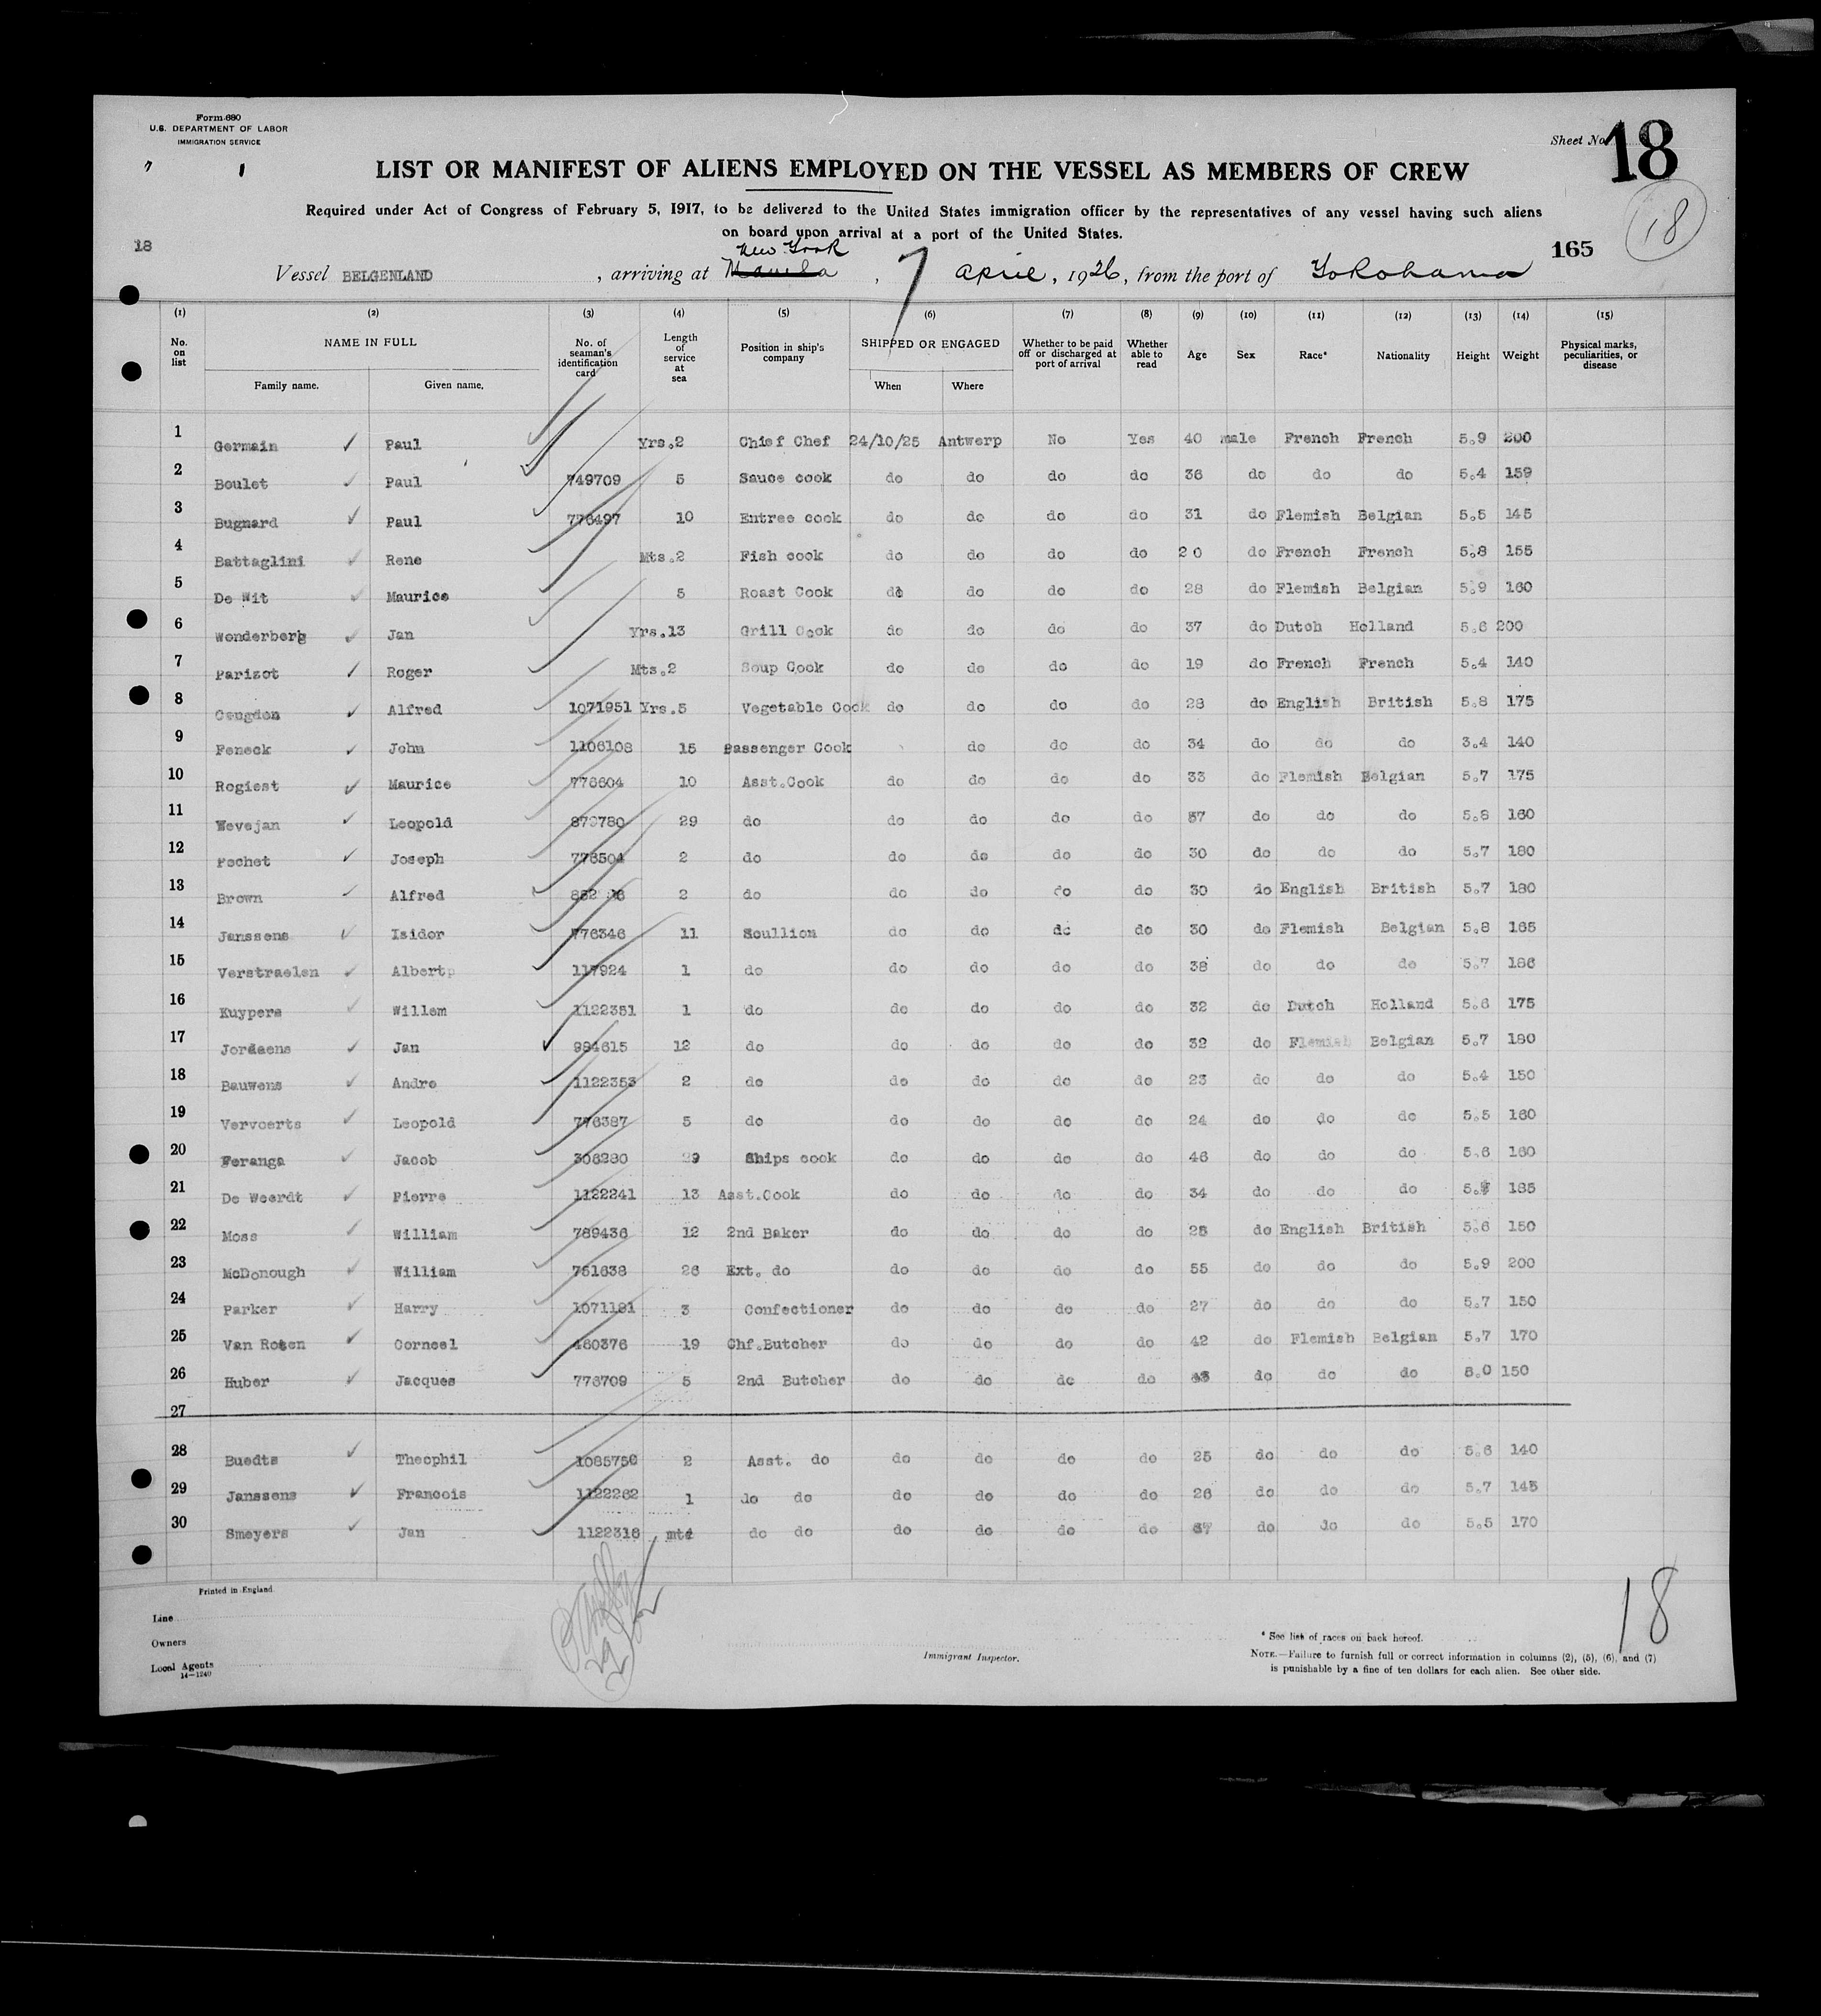 Form 680
U.S. DEPARTMENT OF LABOR
IMMIGRATION SERVICE
Sheet No. 18
LIST OR MANIFEST OF ALIENS EMPLOYED ON THE VESSEL AS MEMBERS OF CREW
Required under Act of Congress of February 5, 1917, to be delivered to the United States immigration officer by the representatives of any vessel having such aliens
on board upon arrival at a port of the United States.
18
165
18
New York
Vessel BELGENLAND, arriving at Manila, 7 April, 1926, from the port of Yokohama
(1) (2) (3) (4) (5) (6) (7) (8) (9) (10) (11) (12) (13) (14) (15)
No. on list NAME IN FULL Family name. Given name. No. of seaman's identification card Length of service at sea Position in ship's company SHIPPED OR ENGAGED When Where Whether to be paid off or discharged at port of arrival Whether able to read Age Sex Race* Nationality Height Weight Physical marks, peculiarities, or disease
1 Germain Paul Yrs.2 Chief Chef 24/10/25 Antwerp No Yes 40 male French French 5.9 200
2 Boulet Paul 749709 5 Sauce cook do do do do 36 do do do 5.4 159
3 Bugnard Paul 776497 10 Entree cook do do do do 31 do Flemish Belgian 5.5 145
4 Battaglini Rene Mts.2 Fish cook do do do do 20 do French French 5.8 155
5 De Wit Maurice 5 Roast Cook do do do do 28 do Flemish Belgian 5.9 160
6 Wonderberg Jan Yrs.13 Grill Cook do do do do 37 do Dutch Holland 5.6 200
7 Parizot Roger Mts.2 Soup Cook do do do do 19 do French French 5.4 140
8 Congdon Alfred 1071951 Yrs.5 Vegetable Cook do do do do 28 do English British 5.8 175
9 Feneck John 1106108 15 Passenger Cook do do do 34 do do do 3.4 140
10 Rogiest Maurice 776604 10 Asst.Cook do do do do 33 do Flemish Belgian 5.7 175
11 Wevejan Leopold 29 do do do do do 57 do do do 5.8 160
12 Pochet Joseph 776504 2 do do do do do 30 do do do 5.7 180
13 Brown Alfred 2 do do do do do 30 do English British 5.7 180
14 Janssens Isidor 776346 11 Scullion do do do do 30 do Flemish Belgian 5.8 165
15 Verstraelen Albert 117924 1 do do do do do 38 do do do 5.7 186
16 Kuypers Willem 1122351 1 do do do do do 32 do Dutch Holland 5.6 175
17 Jordaens Jan 994615 12 do do do do do 32 do Flemish Belgian 5.7 180
18 Bauwens Andre 1122353 2 do do do do do 23 do do do 5.4 150
19 Vervoerts Leopold 776387 5 do do do do do 24 do do do 5.5 160
20 Feranga Jacob 306280 29 Ships cook do do do do 46 do do do 5.6 160
21 De Weerdt Pierre 1122241 13 Asst.Cook do do do do 34 do do do 165
22 Moss William 789436 12 2nd Baker do do do do 25 do English British 5.6 150
23 McDonough William 751638 26 Ext. do do do do do 55 do do do 5.9 200
24 Parker Harry 1071181 3 Confectioner do do do do 27 do do do 5.7 150
25 Van Rosen Corneel 460376 19 Chf.Butcher do do do do 42 do Flemish Belgian 5.7 170
26 Huber Jacques 776709 5 2nd Butcher do do do do do do do 150
27
28 Buedts Theophil 1085750 2 Asst. do do do do do 25 do do do 5.6 140
29 Janssens Francois 1122262 1 do do do do do do 26 do do do 5.7 145
30 Smeyers Jan 1122316 do do do do do do do do do 5.5 170
Printed in England
Line
Owners
Local Agents
14—1240
Immigrant Inspector.
* See list of races on back hereof.
NOTE.—Failure to furnish full or correct information in columns (2), (5), (6), and (7)
is punishable by a fine of ten dollars for each alien. See other side.
18